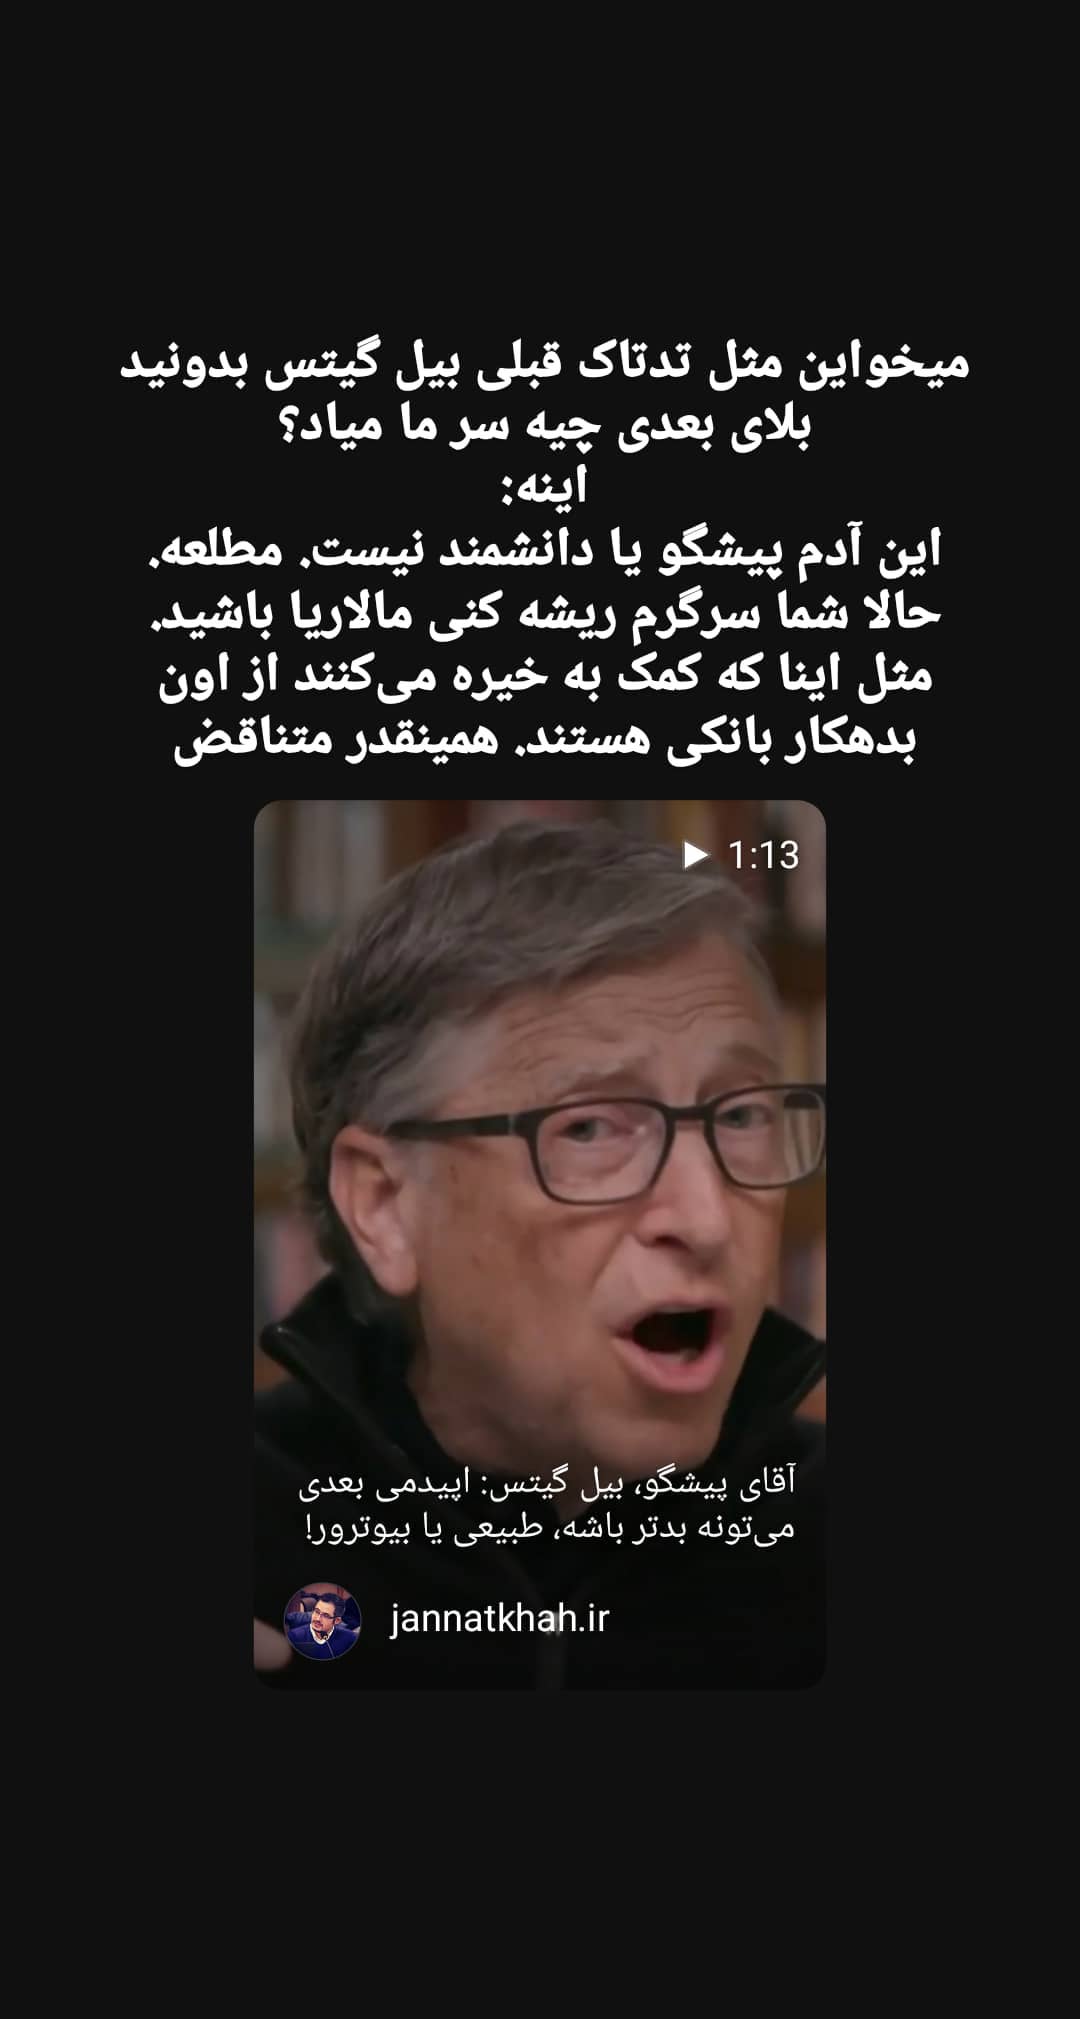 میخواین مثل تدتاک قبلی بیل گیتس بدونید
بلای بعدی چیه سر ما میاد؟
اینه:
این آدم پیشگو یا دانشمند نیست. مطلعه.
حالا شما سرگرم ریشه کنی مالاریا باشید.
مثل اینا که کمک به خیره می‌کنند از اون
بدهکار بانکی هستند. همینقدر متناقض
1:13
آقای پیشگو، بیل گیتس: اپیدمی بعدی
می‌تونه بدتر باشه، طبیعی یا بیوترور!
jannatkhah.ir